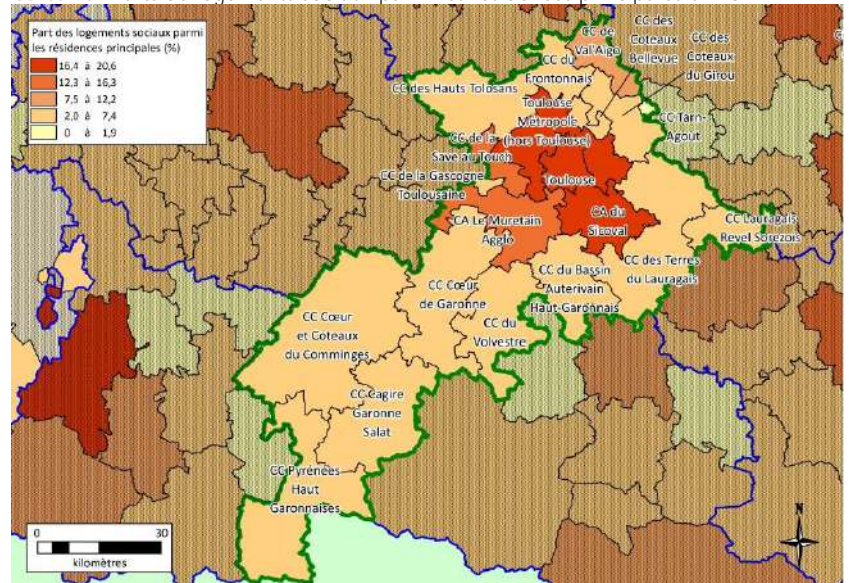 Part des logements sociaux parmi
les résidences principales (%)
16,4 à 20,6
12,3 à 16,3
7,5 à 12,2
2,0 à 7,4
0 à 1,9
CC de
Val'Aïgo
CC des
Coteaux
Bellevue
CC des
Coteaux
du Girou
CC du
Frontonnais
CC des Hauts Tolosans
Toulouse
Métropole
(hors Toulouse)
CC Tarn-
Agout
CC de la
Save au Touch
CC de la Gascogne
Toulousaine
Toulouse
CA Le Muretain
Agglo
CA du
Sicoval
CC Lauragais
Revel Sorezois
CC des Terres
du Lauragais
CC du Bassin
Auterivain
Haut-Garonnais
CC Cœur
de Garonne
CC du
Volvestre
CC Cœur
et Coteaux
du Comminges
CC Cagire
Garonne
Salat
CC Pyrénées
Haut
Garonnaises
N
0 30
kilomètres